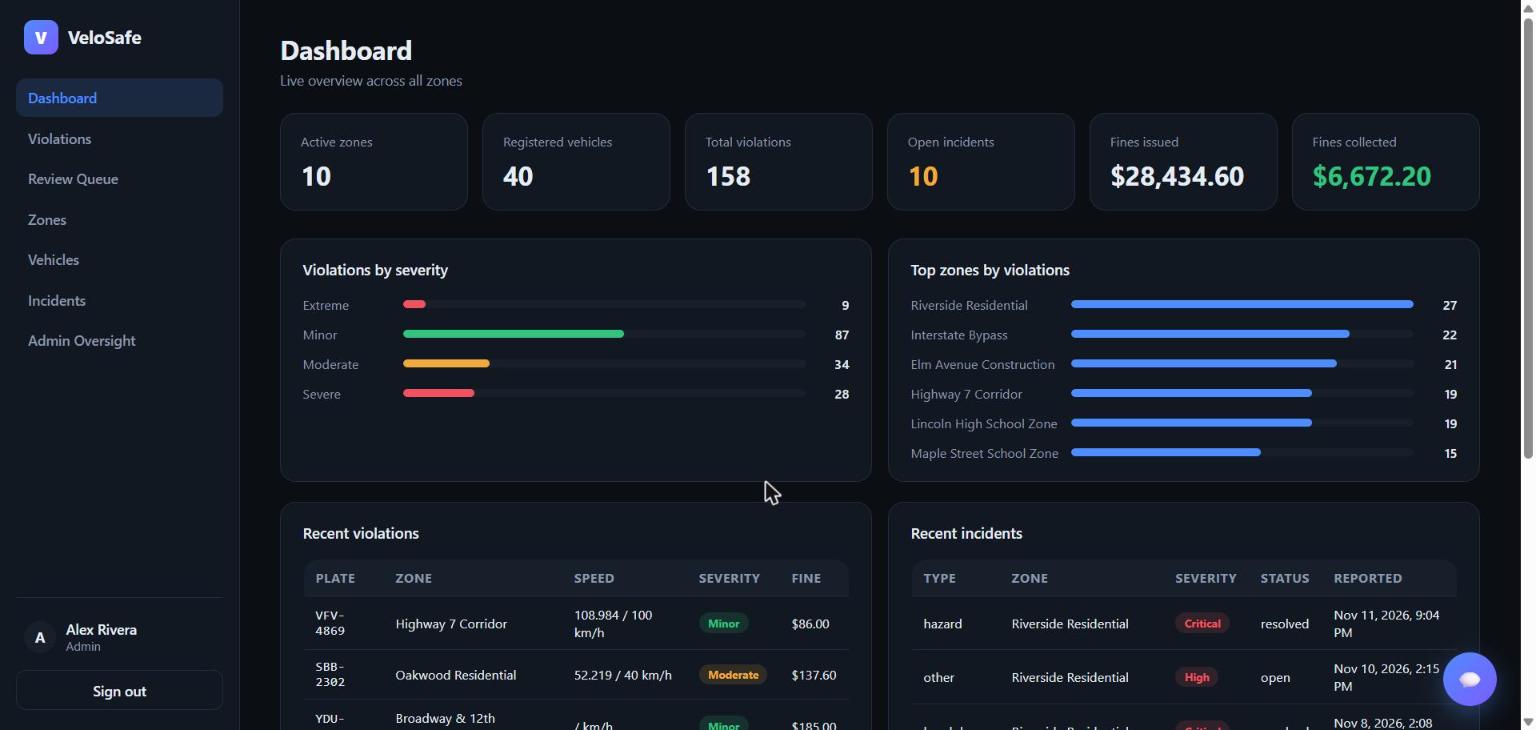 V VeloSafe
Dashboard
Violations
Review Queue
Zones
Vehicles
Incidents
Admin Oversight
A Alex Rivera
Admin
Sign out
Dashboard
Live overview across all zones
Active zones
10
Registered vehicles
40
Total violations
158
Open incidents
10
Fines issued
$28,434.60
Fines collected
$6,672.20
Violations by severity
Extreme 9
Minor 87
Moderate 34
Severe 28
Top zones by violations
Riverside Residential 27
Interstate Bypass 22
Elm Avenue Construction 21
Highway 7 Corridor 19
Lincoln High School Zone 19
Maple Street School Zone 15
Recent violations
PLATE ZONE SPEED SEVERITY FINE
VFV-
4869 Highway 7 Corridor 108.984 / 100
km/h Minor $86.00
SBB-
2302 Oakwood Residential 52.219 / 40 km/h Moderate $137.60
YDU- Broadway & 12th
/ km/h Minor $185.00
Recent incidents
TYPE ZONE SEVERITY STATUS REPORTED
hazard Riverside Residential Critical resolved Nov 11, 2026, 9:04
PM
other Riverside Residential High open Nov 10, 2026, 2:15
PM
Nov 8, 2026, 2:08